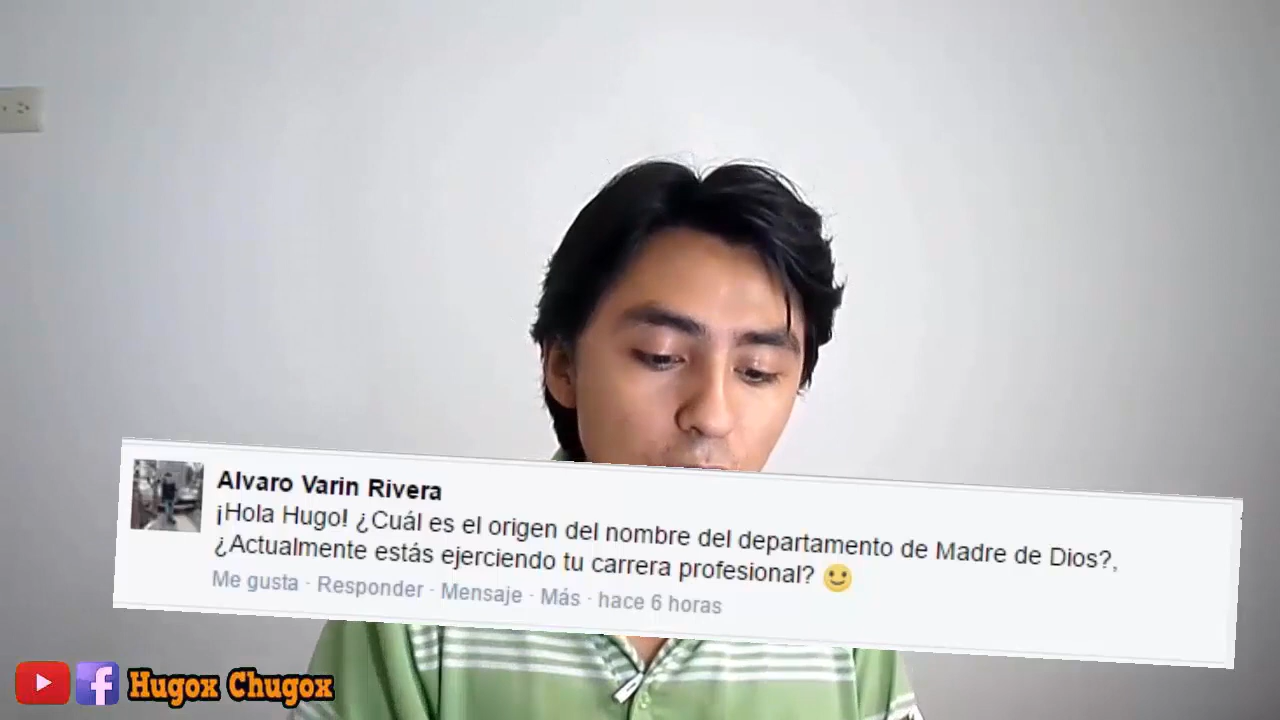 Alvaro Varin Rivera
¡Hola Hugo! ¿Cuál es el origen del nombre del departamento de Madre de Dios?,
¿Actualmente estás ejerciendo tu carrera profesional?
Me gusta · Responder · Mensaje · Más · hace 6 horas
Hugox Chugox